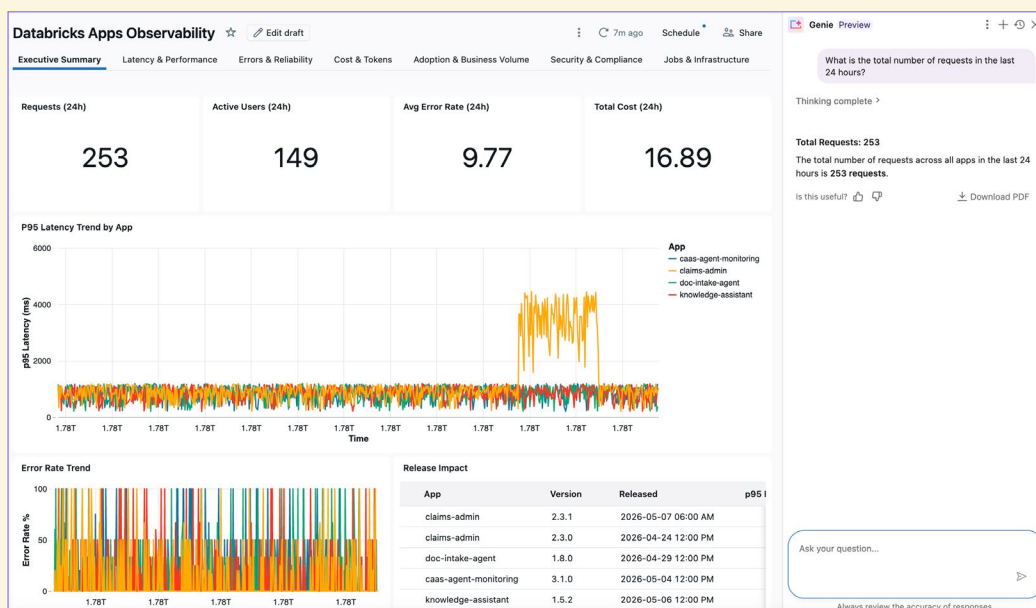 Databricks Apps Observability
Edit draft
7m ago
Schedule
Share
Executive Summary
Latency & Performance
Errors & Reliability
Cost & Tokens
Adoption & Business Volume
Security & Compliance
Jobs & Infrastructure
Requests (24h)
253
Active Users (24h)
149
Avg Error Rate (24h)
9.77
Total Cost (24h)
16.89
P95 Latency Trend by App
p95 Latency (ms)
6000
4000
2000
0
1.78T 1.78T 1.78T 1.78T 1.78T 1.78T 1.78T 1.78T 1.78T 1.78T 1.78T 1.78T 1.78T
Time
App
caas-agent-monitoring
claims-admin
doc-intake-agent
knowledge-assistant
Error Rate Trend
Error Rate %
100
50
0
1.78T 1.78T 1.78T 1.78T 1.78T
Release Impact
App Version Released p95
claims-admin 2.3.1 2026-05-07 06:00 AM
claims-admin 2.3.0 2026-04-24 12:00 PM
doc-intake-agent 1.8.0 2026-04-29 12:00 PM
caas-agent-monitoring 3.1.0 2026-05-04 12:00 PM
knowledge-assistant 1.5.2 2026-05-06 12:00 PM
Genie Preview
What is the total number of requests in the last
24 hours?
Thinking complete
Total Requests: 253
The total number of requests across all apps in the last 24
hours is 253 requests.
Is this useful?
Download PDF
Ask your question...
Always review the accuracy of responses